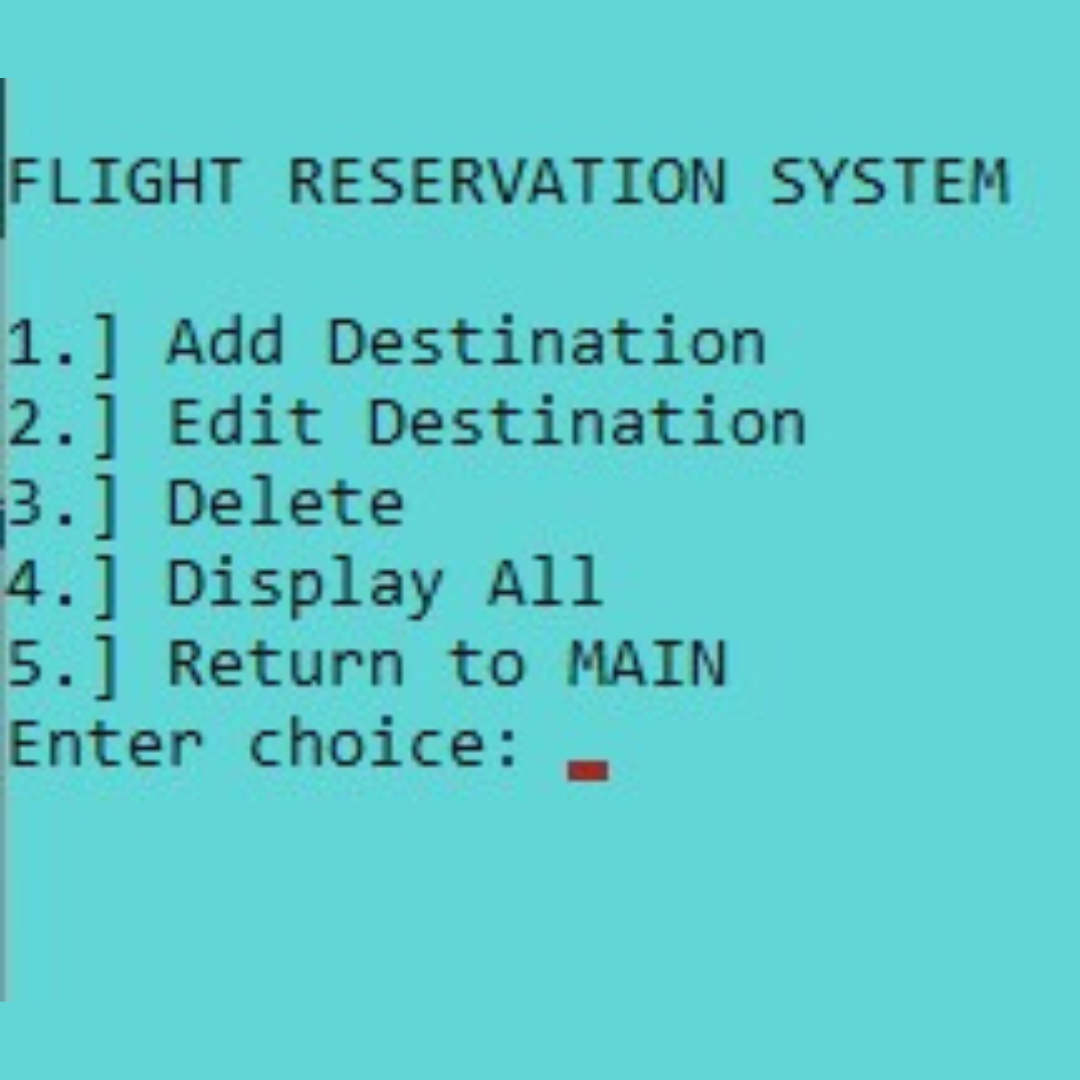 FLIGHT RESERVATION SYSTEM
1.] Add Destination
2.] Edit Destination
3.] Delete
4.] Display All
5.] Return to MAIN
Enter choice: